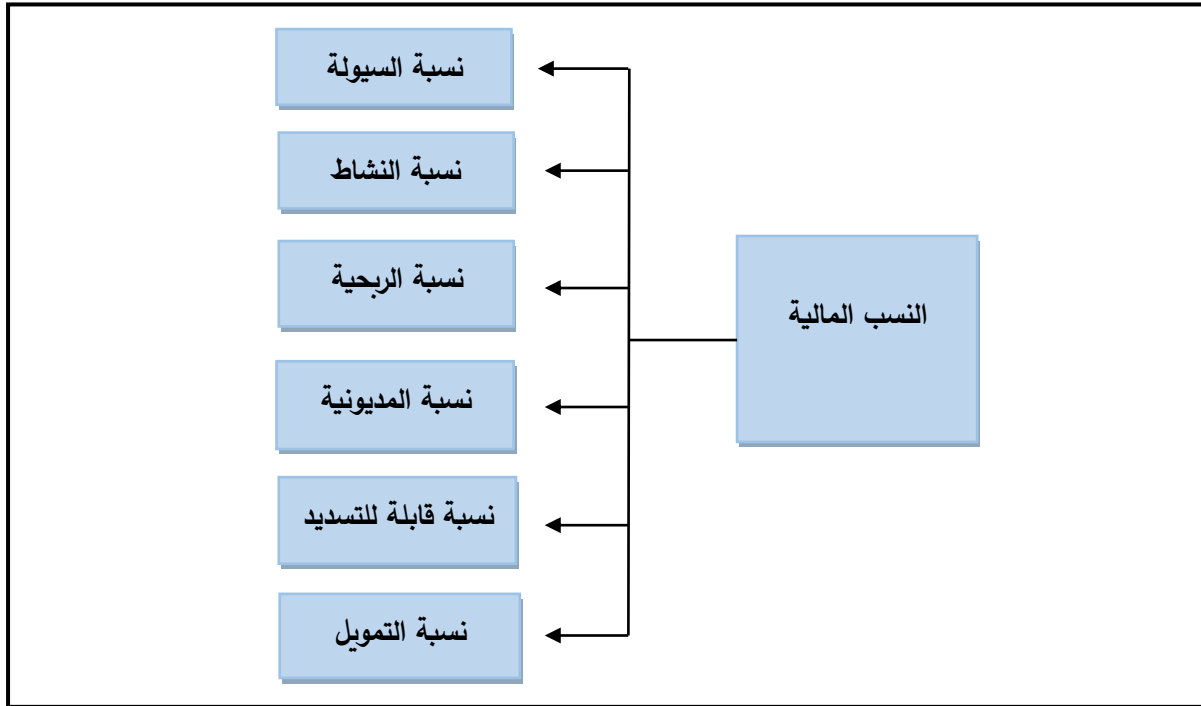 النسب المالية
نسبة السيولة
نسبة النشاط
نسبة الربحية
نسبة المديونية
نسبة قابلة للتسديد
نسبة التمويل